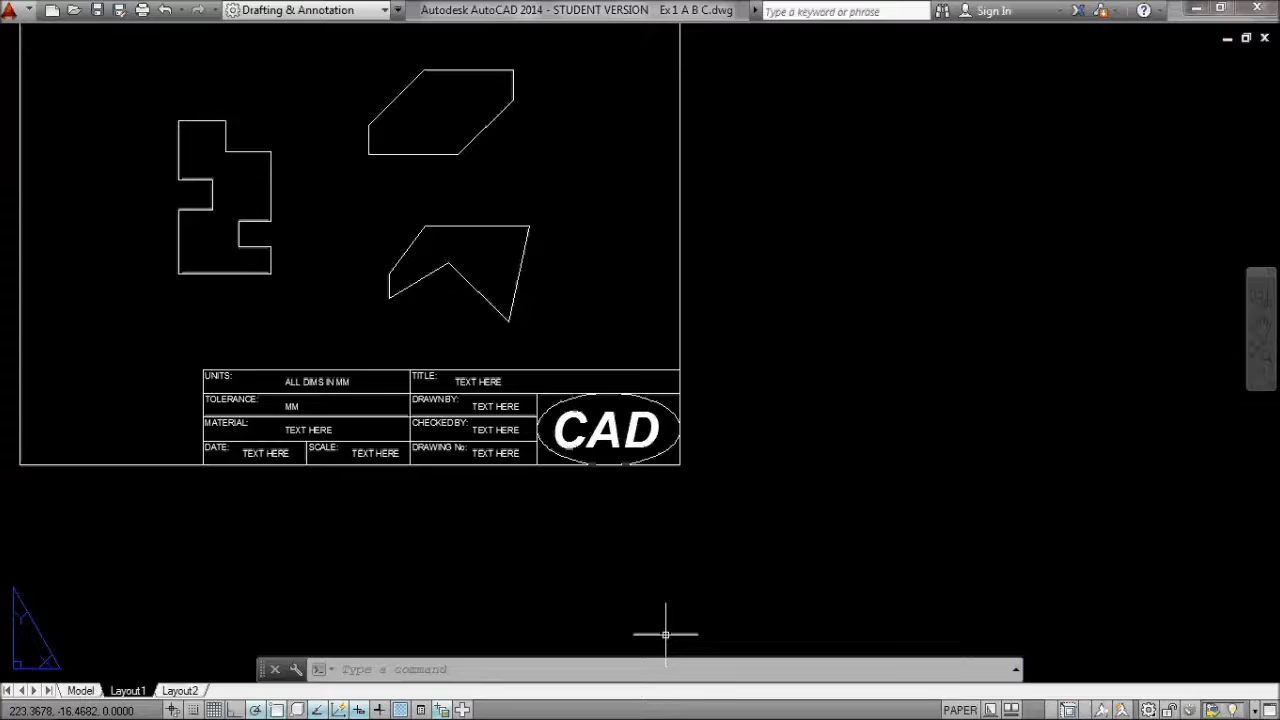 Drafting & Annotation
Autodesk AutoCAD 2014 - STUDENT VERSION Ex 1 A B C.dwg
Type a keyword or phrase
Sign In
UNITS: ALL DIMS IN MM
TITLE: TEXT HERE
TOLERANCE: MM
DRAWN BY: TEXT HERE
MATERIAL: TEXT HERE
CHECKED BY: TEXT HERE
DATE: TEXT HERE
SCALE: TEXT HERE
DRAWING No: TEXT HERE
CAD
Y
X
Type a command
Model Layout1 Layout2
223.3678, -16.4682, 0.0000
PAPER